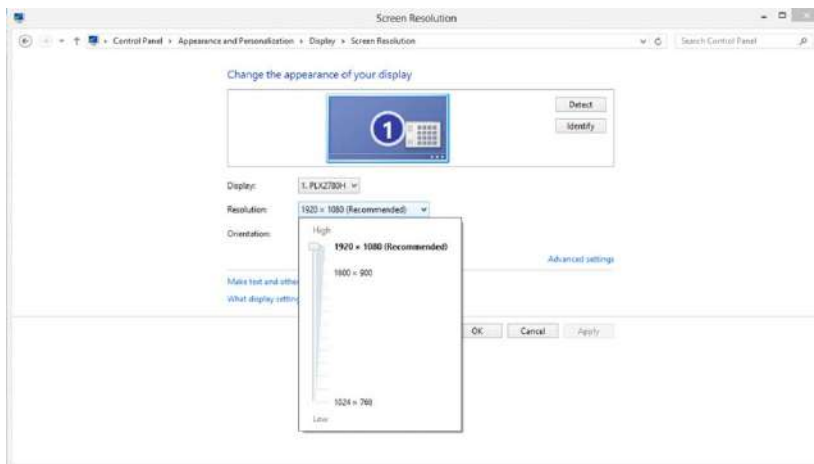 Screen Resolution
Control Panel Appearance and Personalization Display Screen Resolution
Search Control Panel
Change the appearance of your display
1
Detect
Identify
Display: 1. PLX2780H
Resolution: 1920 × 1080 (Recommended)
Orientation:
High
1920 × 1080 (Recommended)
1600 × 900
Advanced settings
Make text and othe
What display setting
OK Cancel Apply
1024 × 768
Low